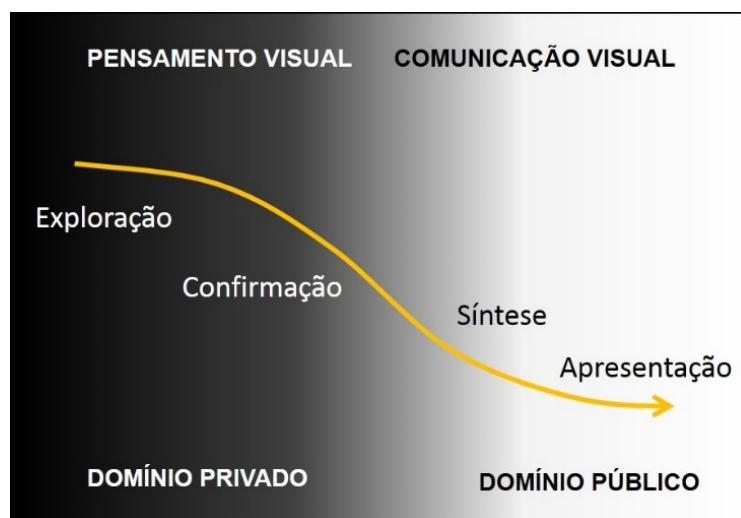 PENSAMENTO VISUAL
COMUNICAÇÃO VISUAL
Exploração
Confirmação
Síntese
Apresentação
DOMÍNIO PRIVADO
DOMÍNIO PÚBLICO